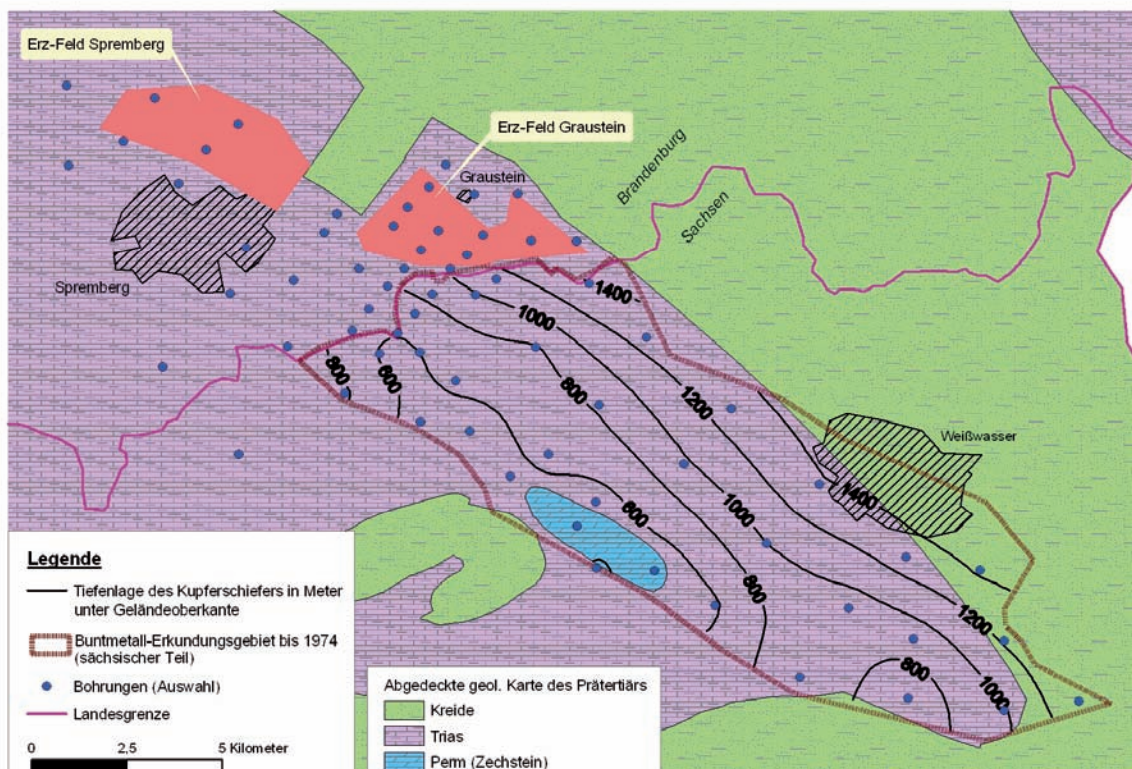 Erz-Feld Spremberg
Erz-Feld Graustein
Graustein
Brandenburg
Sachsen
Spremberg
1400
1000
800
600
800
1200
Weißwasser
1400
1000
600
800
1200
800
1000
Legende
Tiefenlage des Kupferschiefers in Meter
unter Geländeoberkante
Buntmetall-Erkundungsgebiet bis 1974
(sächsischer Teil)
Bohrungen (Auswahl)
Landesgrenze
0 2,5 5 Kilometer
Abgedeckte geol. Karte des Prätertiärs
Kreide
Trias
Perm (Zechstein)